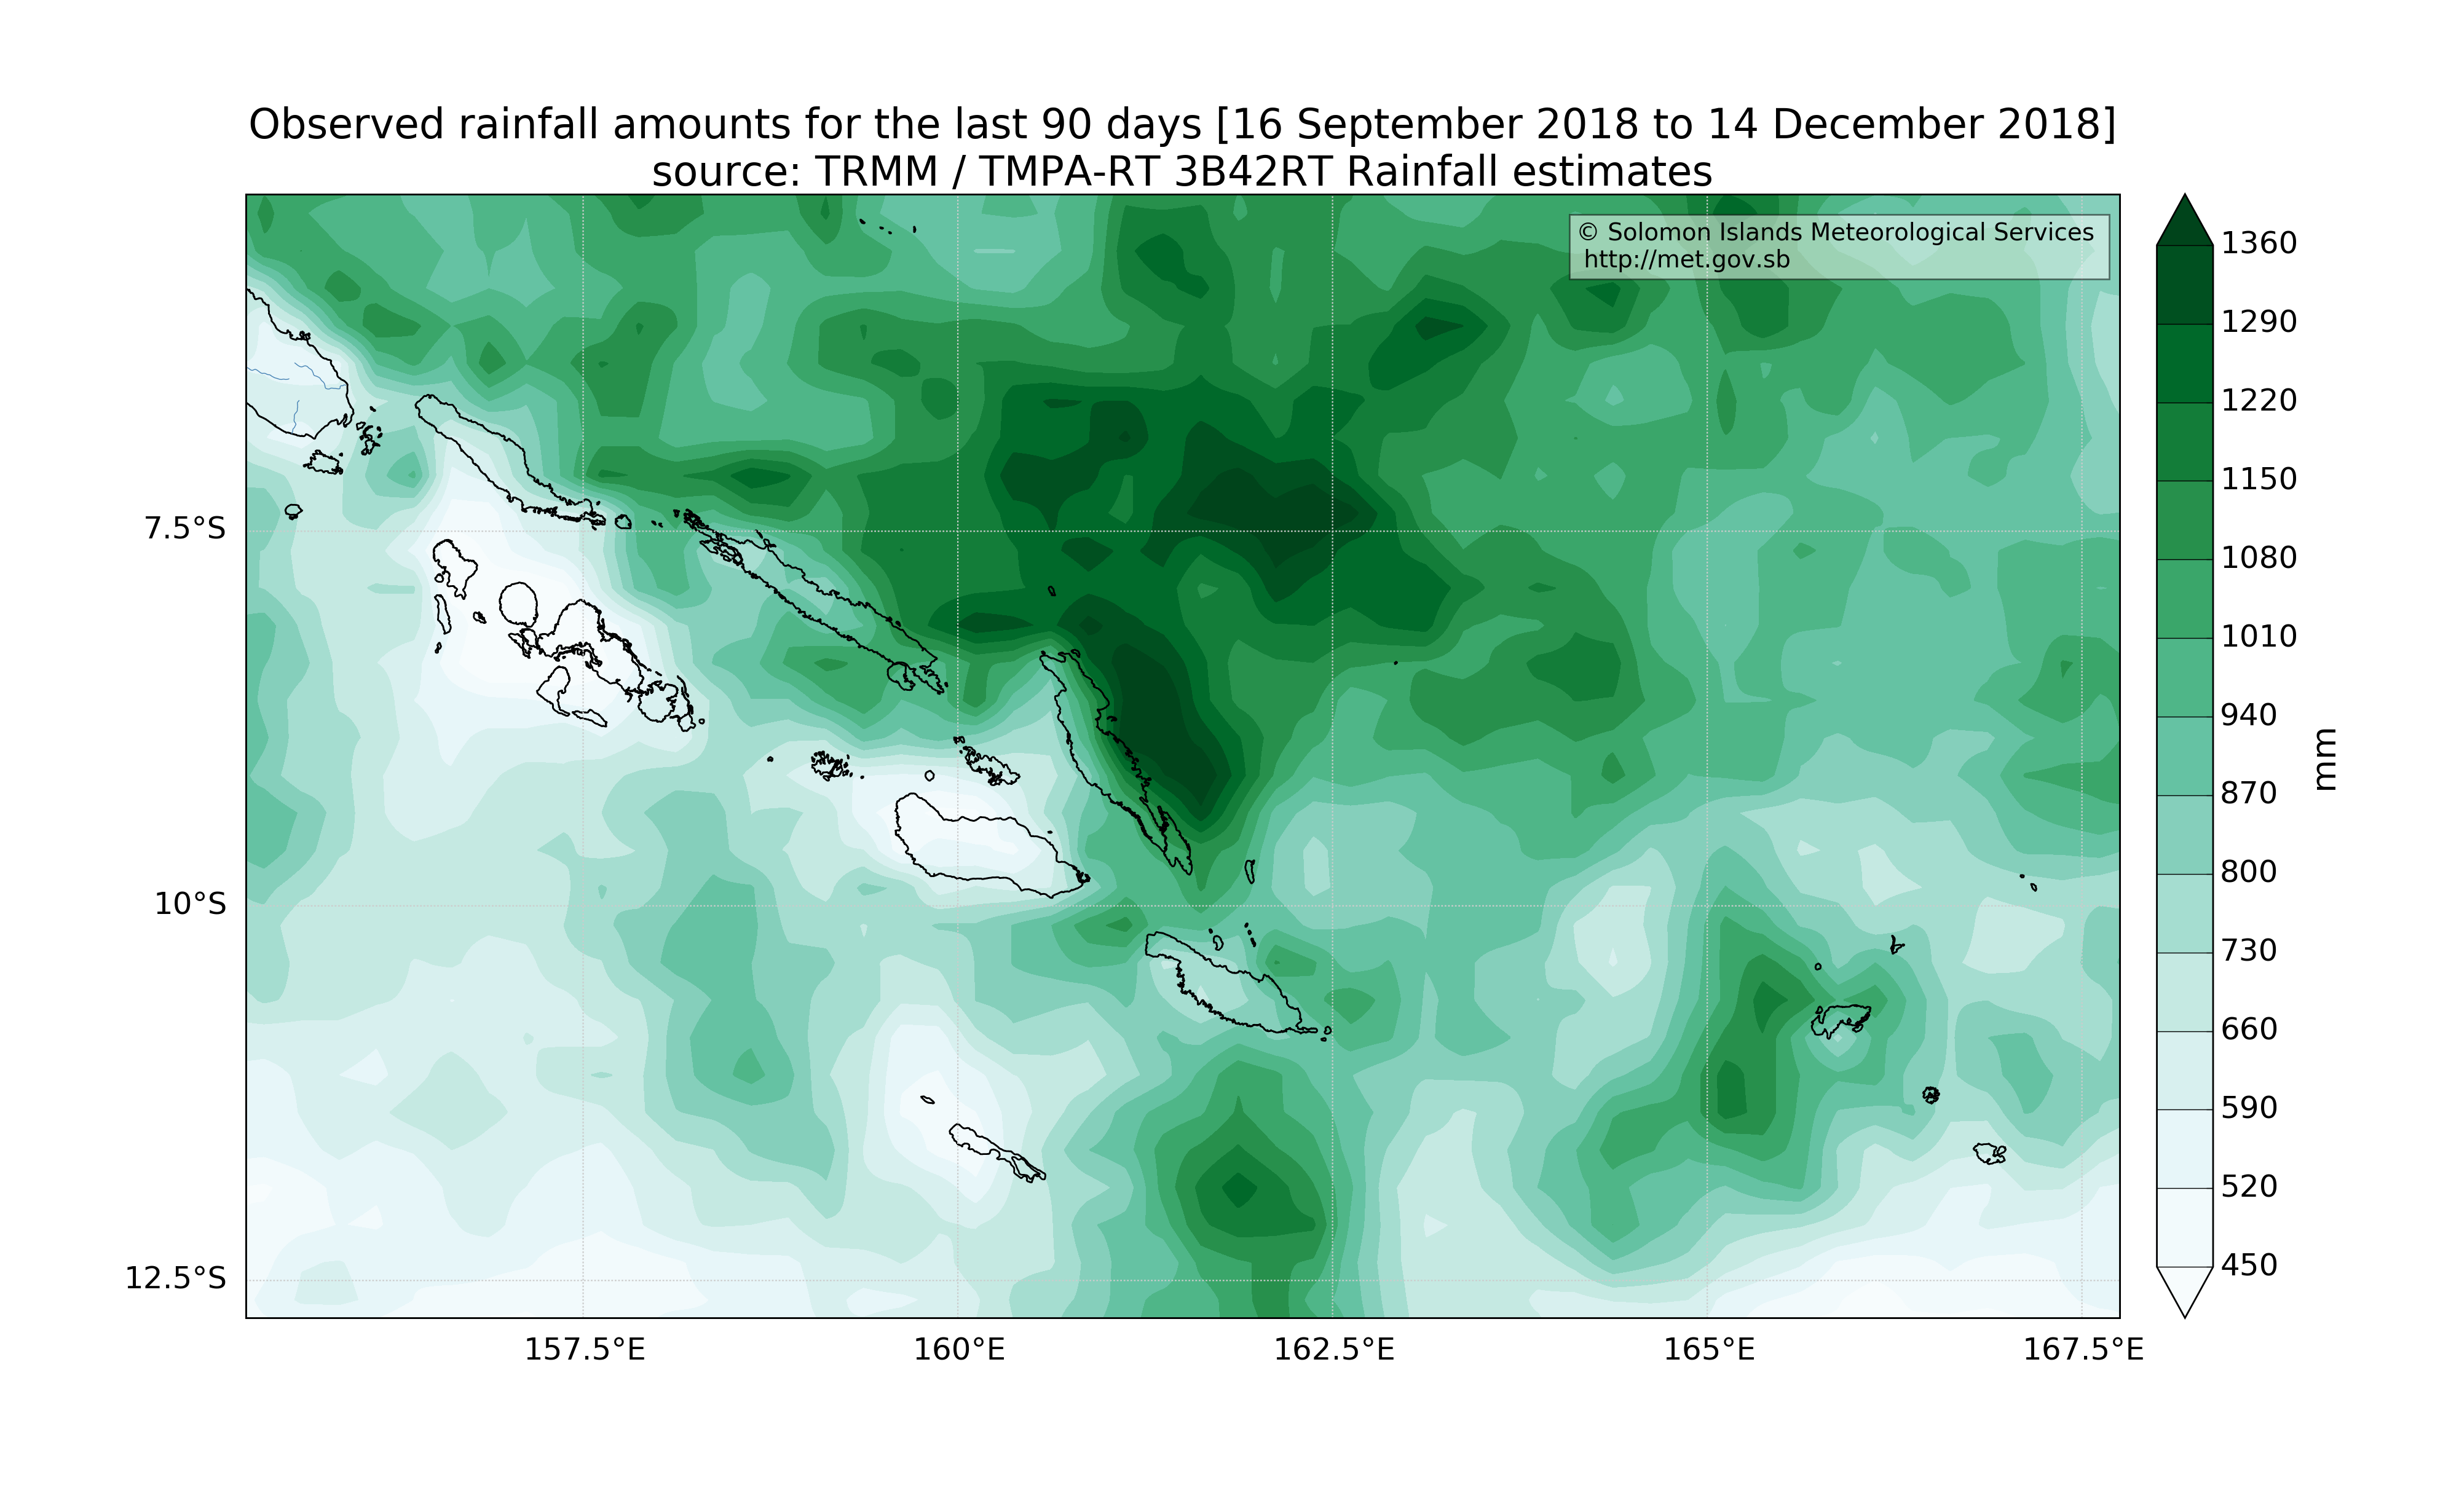 Observed rainfall amounts for the last 90 days [16 September 2018 to 14 December 2018]
source: TRMM / TMPA-RT 3B42RT Rainfall estimates
© Solomon Islands Meteorological Services
http://met.gov.sb
7.5°S
10°S
12.5°S
157.5°E
160°E
162.5°E
165°E
167.5°E
1360
1290
1220
1150
1080
1010
940
870
800
730
660
590
520
450
mm